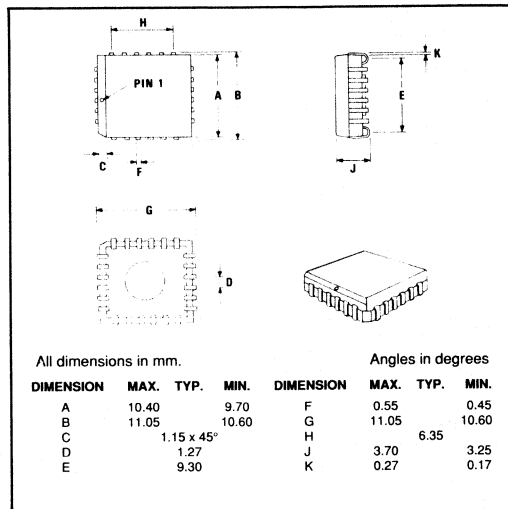 H
K
PIN 1
A
B
E
C
F
J
G
D
All dimensions in mm.
Angles in degrees
DIMENSION MAX. TYP. MIN. DIMENSION MAX. TYP. MIN.
A 10.40 9.70 F 0.55 0.45
B 11.05 10.60 G 11.05 10.60
C 1.15 x 45° H 6.35
D 1.27 J 3.70 3.25
E 9.30 K 0.27 0.17